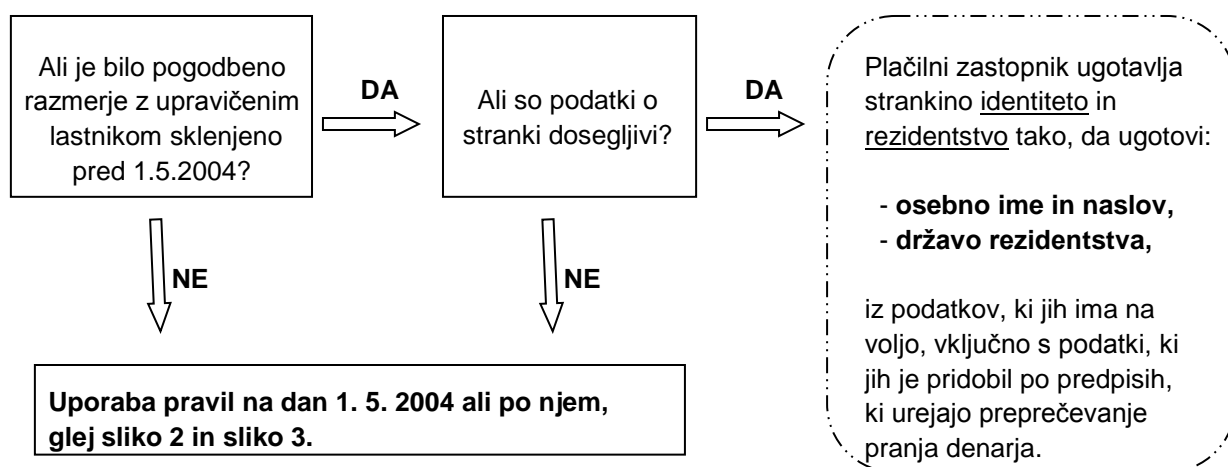 Ali je bilo pogodbeno
razmerje z upravičenim
lastnikom sklenjeno
pred 1.5.2004?
DA
Ali so podatki o
stranki dosegljivi?
DA
Plačilni zastopnik ugotavlja
strankino identiteto in
rezidentstvo tako, da ugotovi:
- osebno ime in naslov,
- državo rezidentstva,
iz podatkov, ki jih ima na
voljo, vključno s podatki, ki
jih je pridobil po predpisih,
ki urejajo preprečevanje
pranja denarja.
NE
NE
Uporaba pravil na dan 1. 5. 2004 ali po njem,
glej sliko 2 in sliko 3.